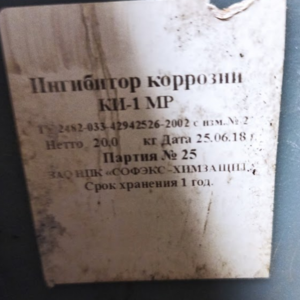 Ингибитор коррозии
КИ-1 МР
ТУ 2482-033-42942526-2002 с изм.№ 2
Нетто 20,0 кг Дата 25.06.18 г.
Партия № 25
ЗАО НПК «СОФЭКС -ХИМЗАЩИТА
Срок хранения 1 год.